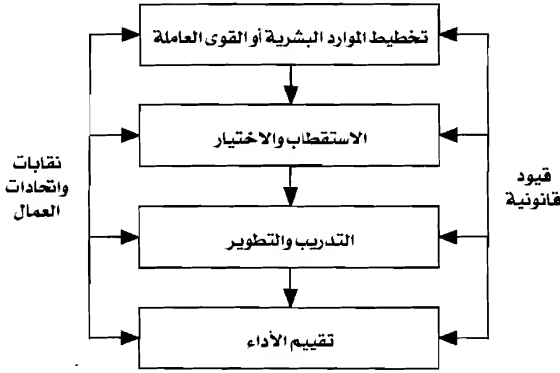 تخطيط الموارد البشرية أو القوى العاملة
الاستقطاب والاختيار
قيود
قانونية
نقابات
واتحادات
العمال
التدريب والتطوير
تقييم الأداء